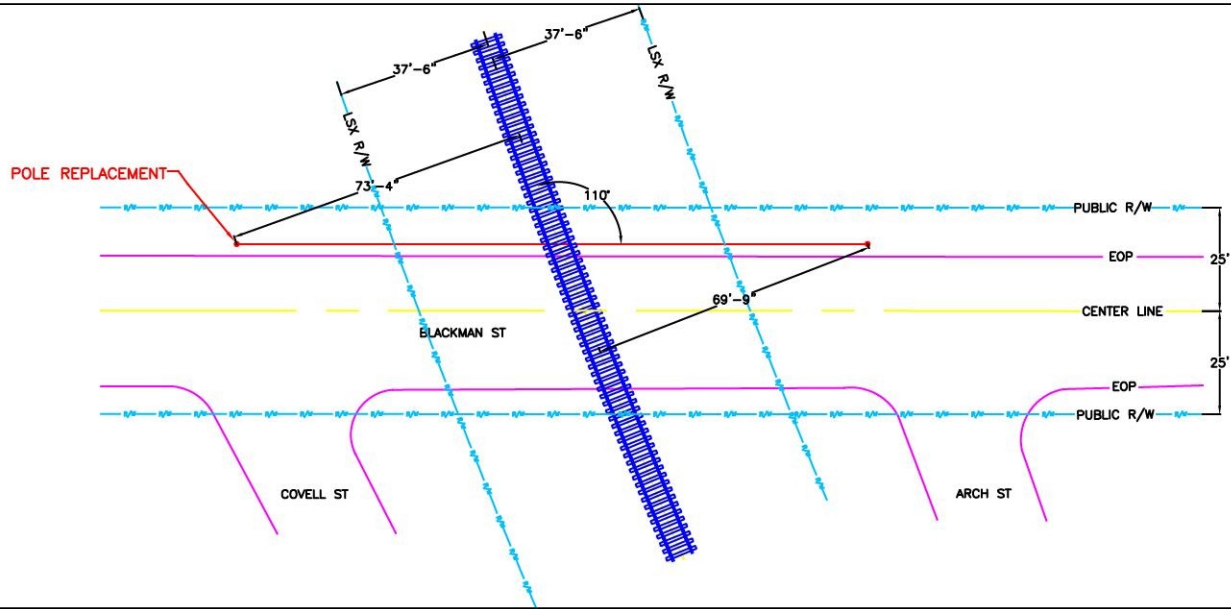 37'-6"
37'-6"
LSX R/W
LSX R/W
POLE REPLACEMENT
73'-4"
110°
PUBLIC R/W
EOP
25'
69'-9"
CENTER LINE
BLACKMAN ST
25'
EOP
PUBLIC R/W
COVELL ST
ARCH ST